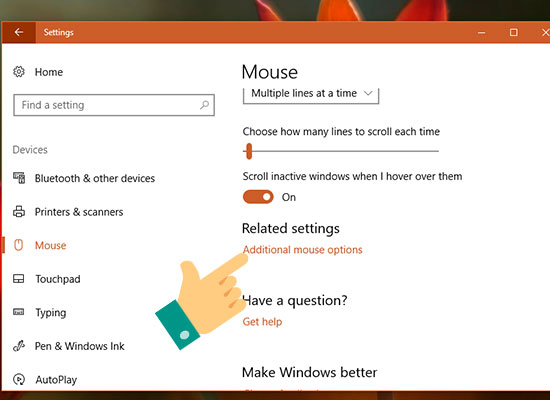 Settings
Home
Find a setting
Devices
Bluetooth & other devices
Printers & scanners
Mouse
Touchpad
Typing
Pen & Windows Ink
AutoPlay
Mouse
Multiple lines at a time
Choose how many lines to scroll each time
Scroll inactive windows when I hover over them
On
Related settings
Additional mouse options
Have a question?
Get help
Make Windows better